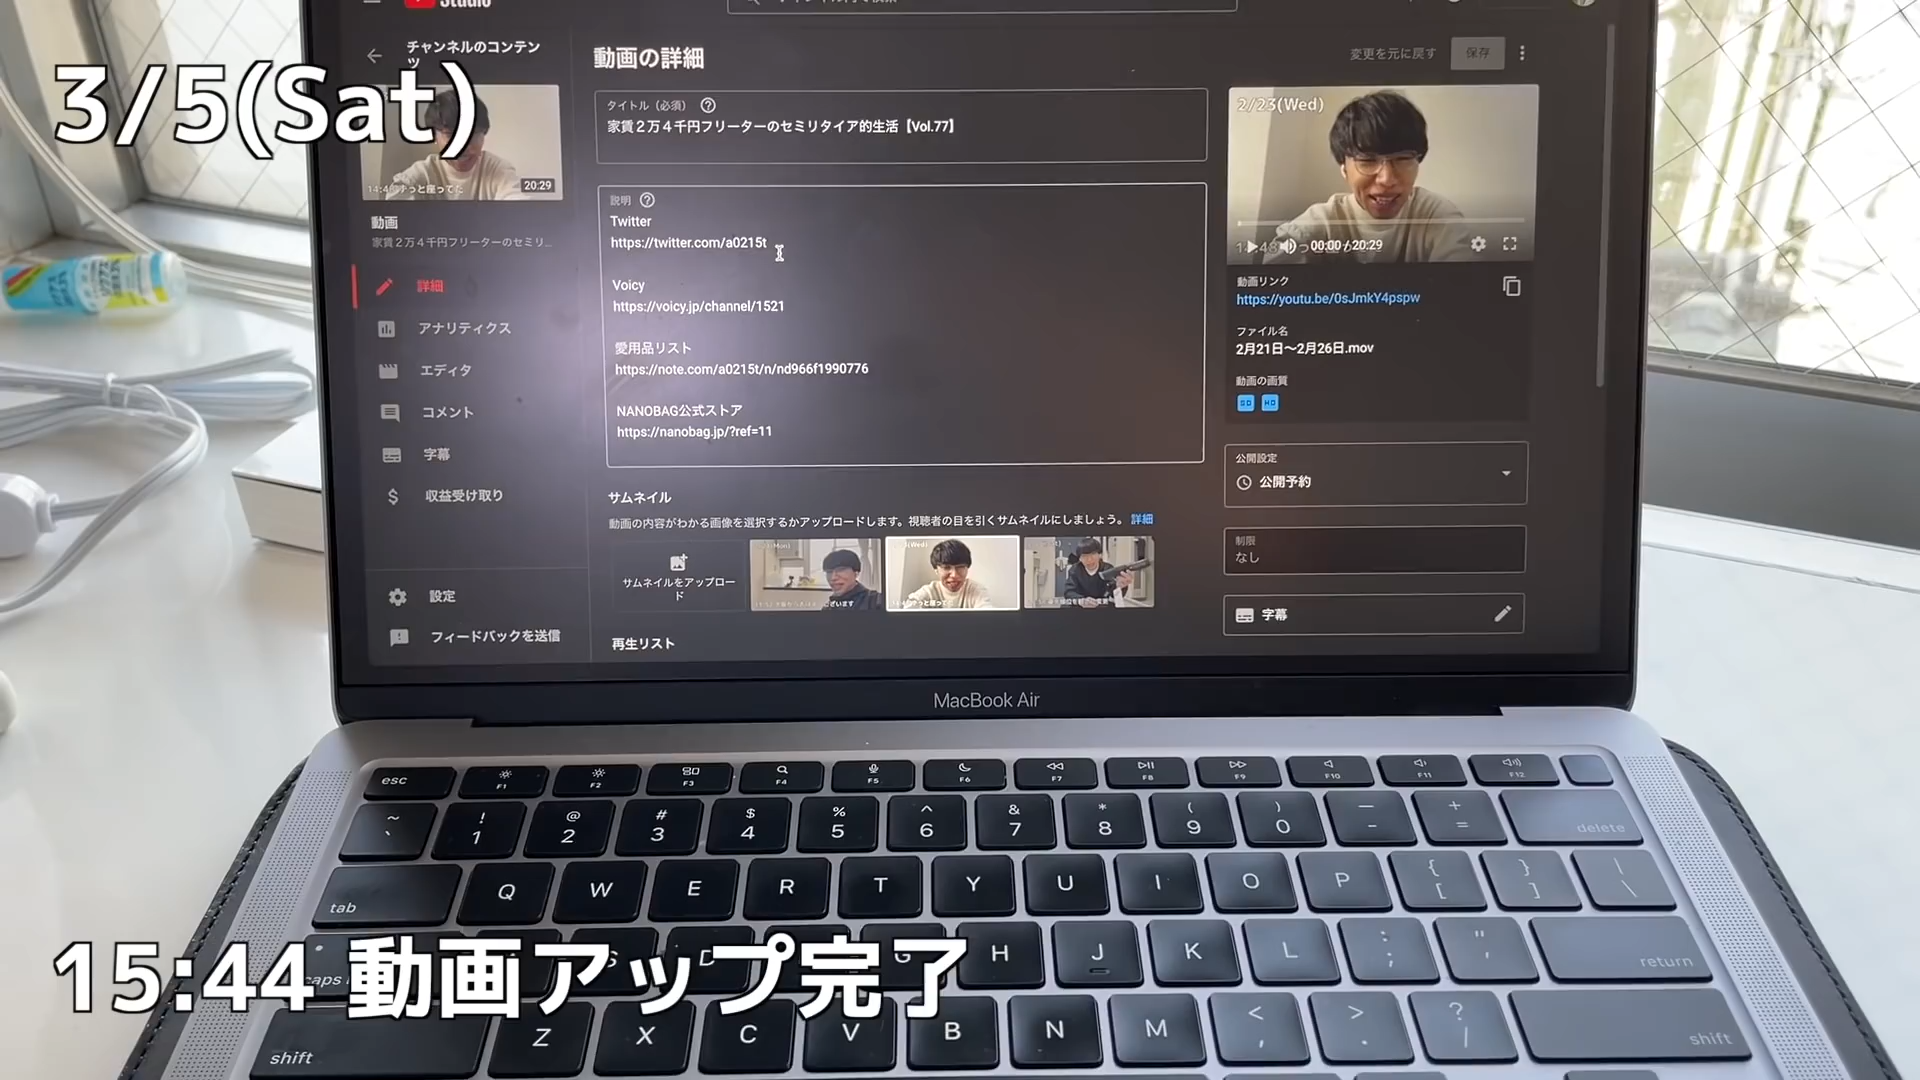 Studio
チャンネルのコンテン
ツ
3/5(Sat)
14:4
ずっと座ってた
20:29
動画
家賃２万４千円フリーターのセミリ...
詳細
アナリティクス
エディタ
コメント
字幕
収益受け取り
設定
フィードバックを送信
動画の詳細
変更を元に戻す
保存
タイトル（必須）
家賃２万４千円フリーターのセミリタイア的生活【Vol.77】
説明
Twitter
https://twitter.com/a0215t
Voicy
https://voicy.jp/channel/1521
愛用品リスト
https://note.com/a0215t/n/nd966f1990776
NANOBAG公式ストア
https://nanobag.jp/?ref=11
サムネイル
動画の内容がわかる画像を選択するかアップロードします。視聴者の目を引くサムネイルにしましょう。 詳細
サムネイルをアップロー
ド
再生リスト
2/23(Wed)
00:00 / 20:29
動画リンク
https://youtu.be/0sJmkY4pspw
ファイル名
2月21日〜2月26日.mov
動画の画質
SD HD
公開設定
公開予約
制限
なし
字幕
MacBook Air
esc F1 F2 F3 F4 F5 F6 F7 F8 F9 F10 F11 F12
~ ! @ # $ % ^ & * ( ) — +
` 1 2 3 4 5 6 7 8 9 0 - = delete
tab Q W E R T Y U I O P { [ } ] | \
caps S D G H J K L : ; " ' return
15:44 動画アップ完了
shift Z X C V B N M < , > . ? / shift